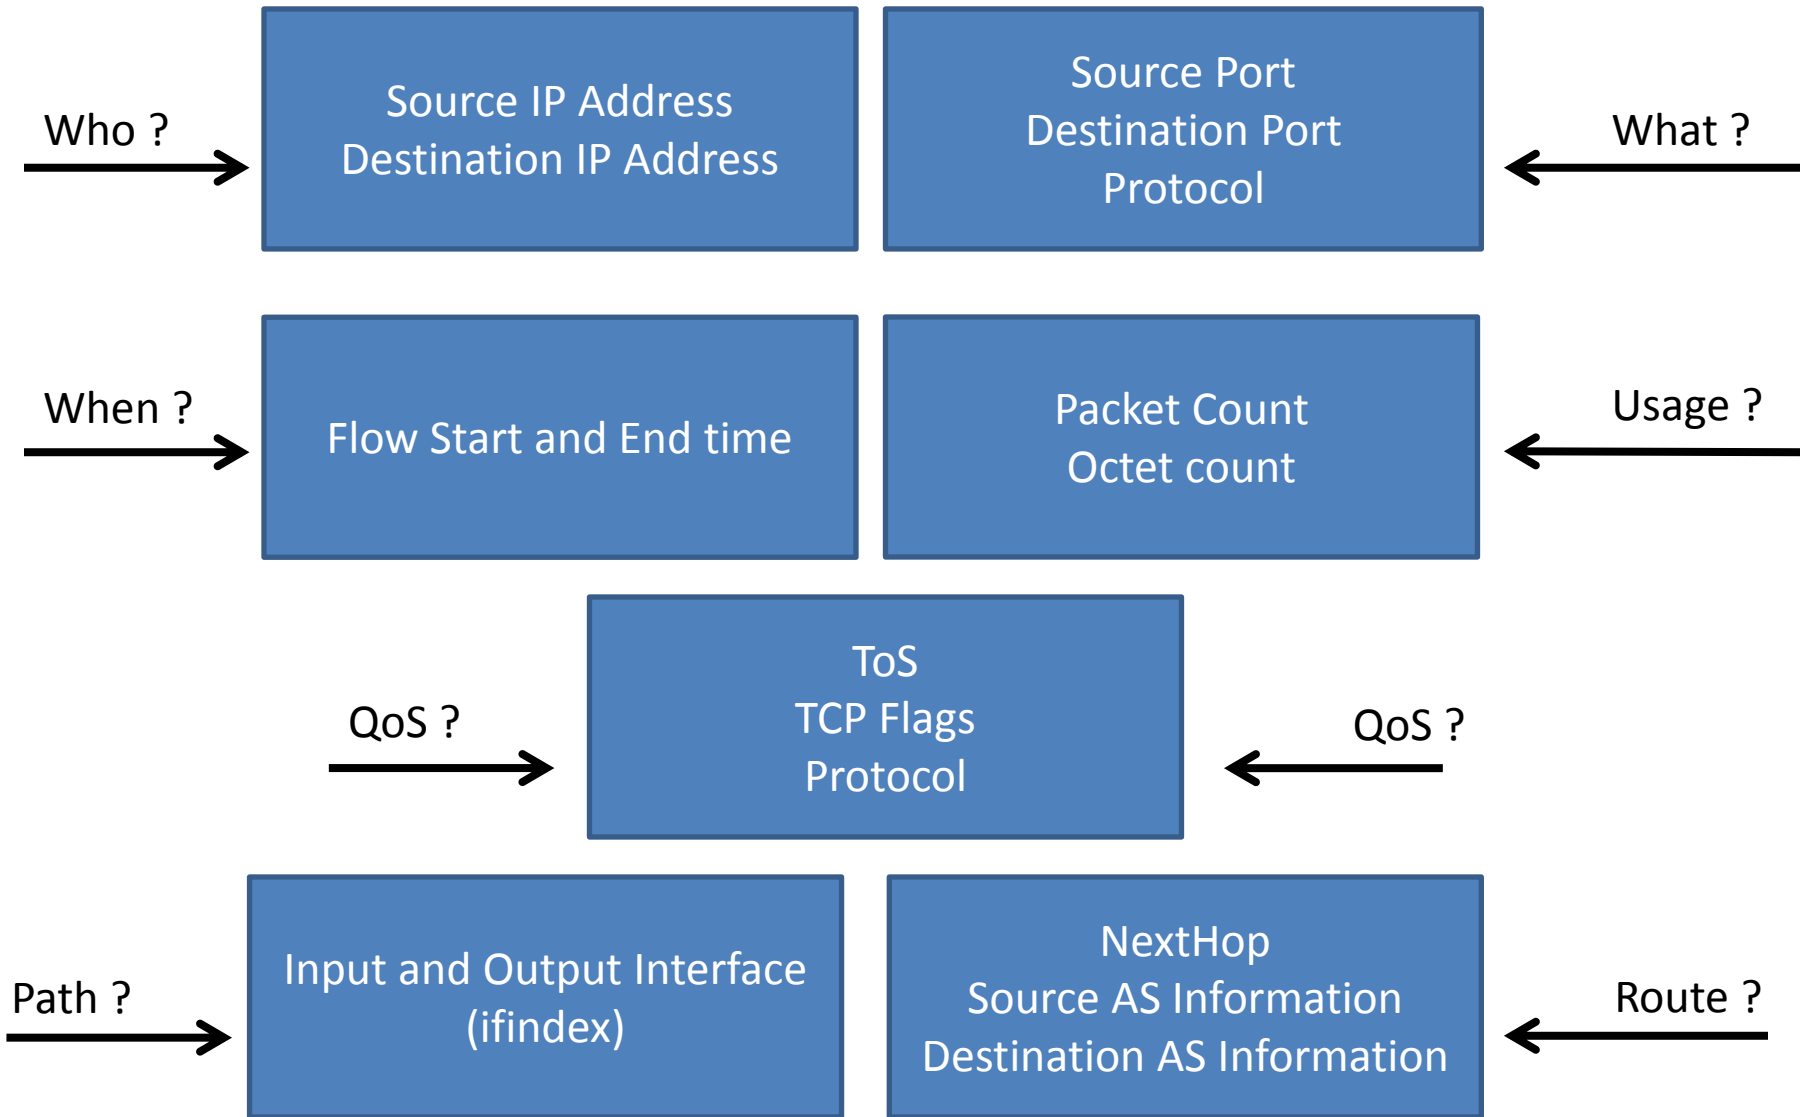 Who ?
Source IP Address
Destination IP Address
Source Port
Destination Port
Protocol
What ?
When ?
Flow Start and End time
Packet Count
Octet count
Usage ?
QoS ?
ToS
TCP Flags
Protocol
QoS ?
Path ?
Input and Output Interface
(ifindex)
NextHop
Source AS Information
Destination AS Information
Route ?